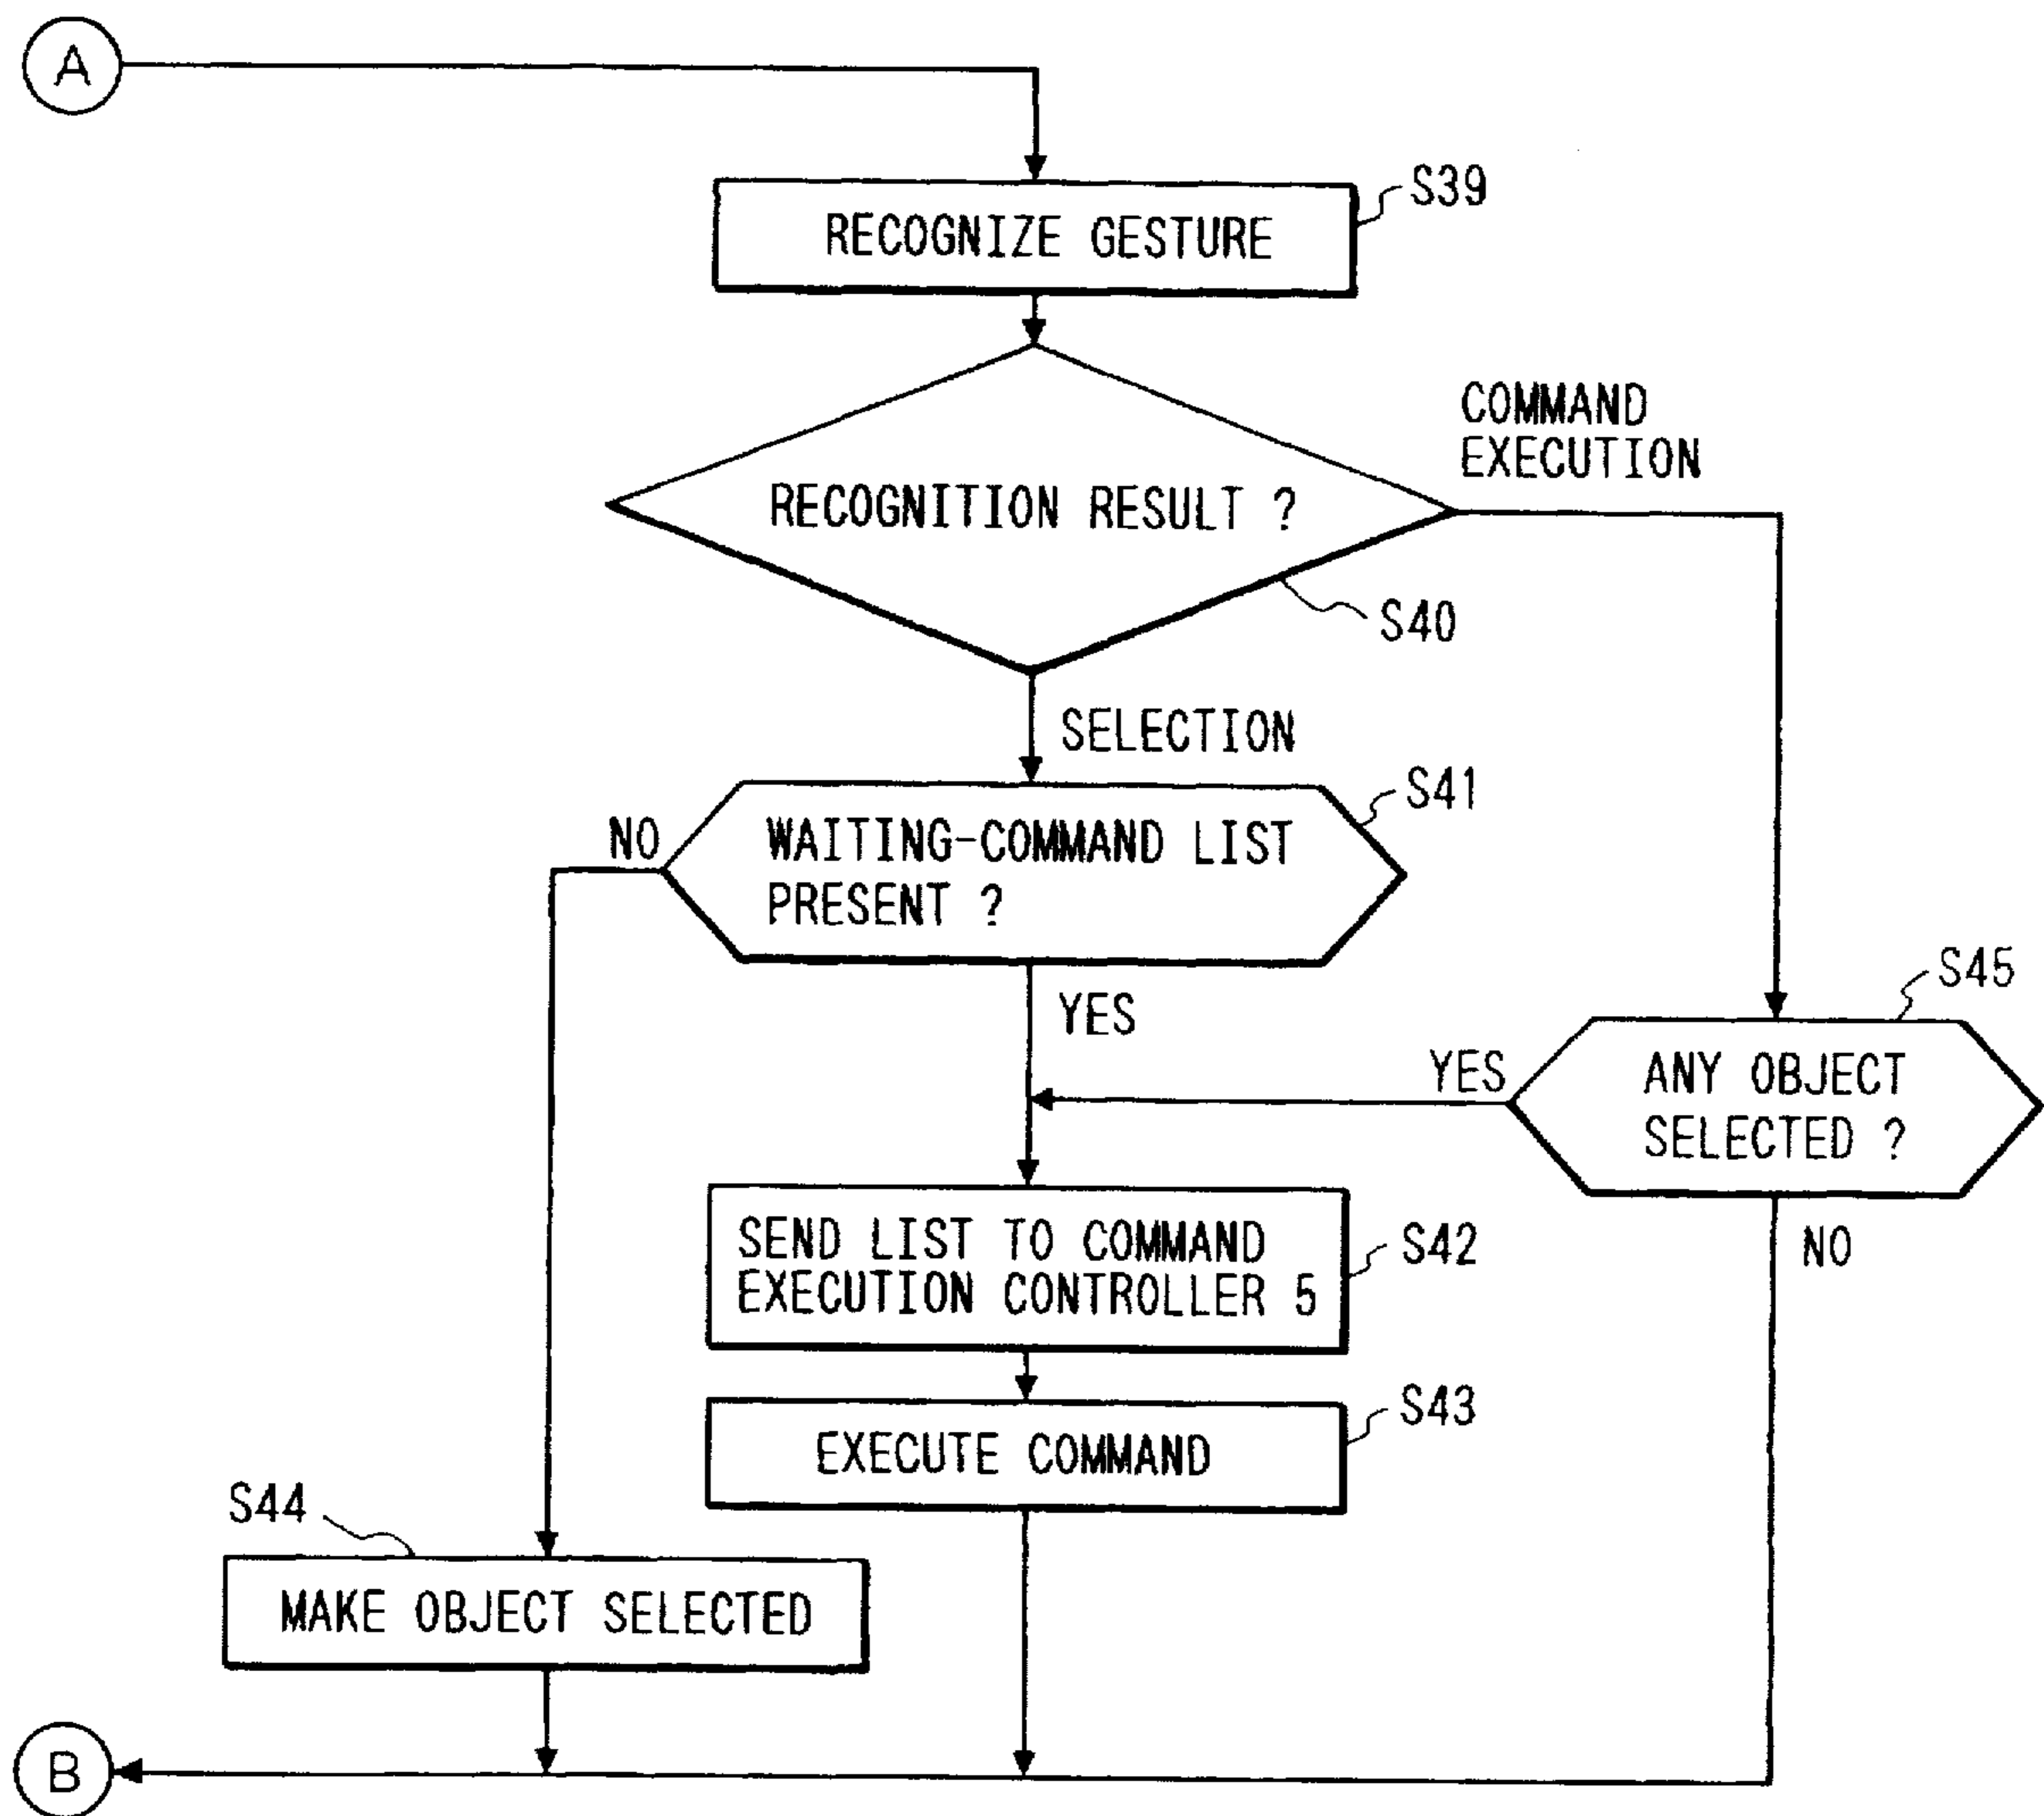 A
S39
RECOGNIZE GESTURE
COMMAND
EXECUTION
RECOGNITION RESULT ?
S40
SELECTION
S41
NO
WAITING-COMMAND LIST
PRESENT ?
S45
YES
YES
ANY OBJECT
SELECTED ?
S42
SEND LIST TO COMMAND
EXECUTION CONTROLLER 5
NO
S43
EXECUTE COMMAND
S44
MAKE OBJECT SELECTED
B